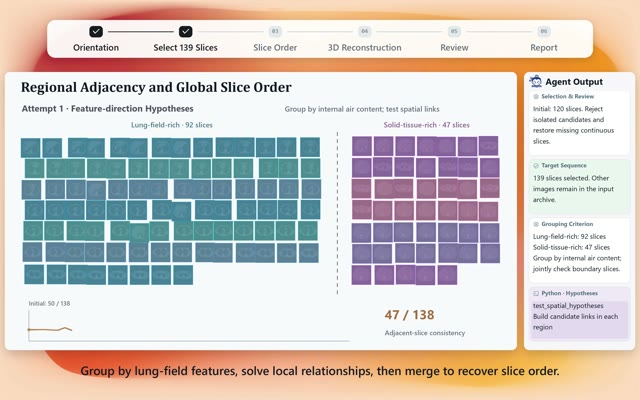 03
04
05
06
Orientation
Select 139 Slices
Slice Order
3D Reconstruction
Review
Report
Regional Adjacency and Global Slice Order
Attempt 1 · Feature-direction Hypotheses
Group by internal air content; test spatial links
Lung-field-rich · 92 slices
Solid-tissue-rich · 47 slices
Initial: 50 / 138
47 / 138
Adjacent-slice consistency
Agent Output
Selection & Review
Initial: 120 slices. Reject
isolated candidates and
restore missing continuous
slices.
Target Sequence
139 slices selected. Other
images remain in the input
archive.
Grouping Criterion
Lung-field-rich: 92 slices
Solid-tissue-rich: 47 slices
Group by internal air content;
jointly check boundary slices.
Python · Hypotheses
test_spatial_hypotheses
Build candidate links in each
region
Group by lung-field features, solve local relationships, then merge to recover slice order.